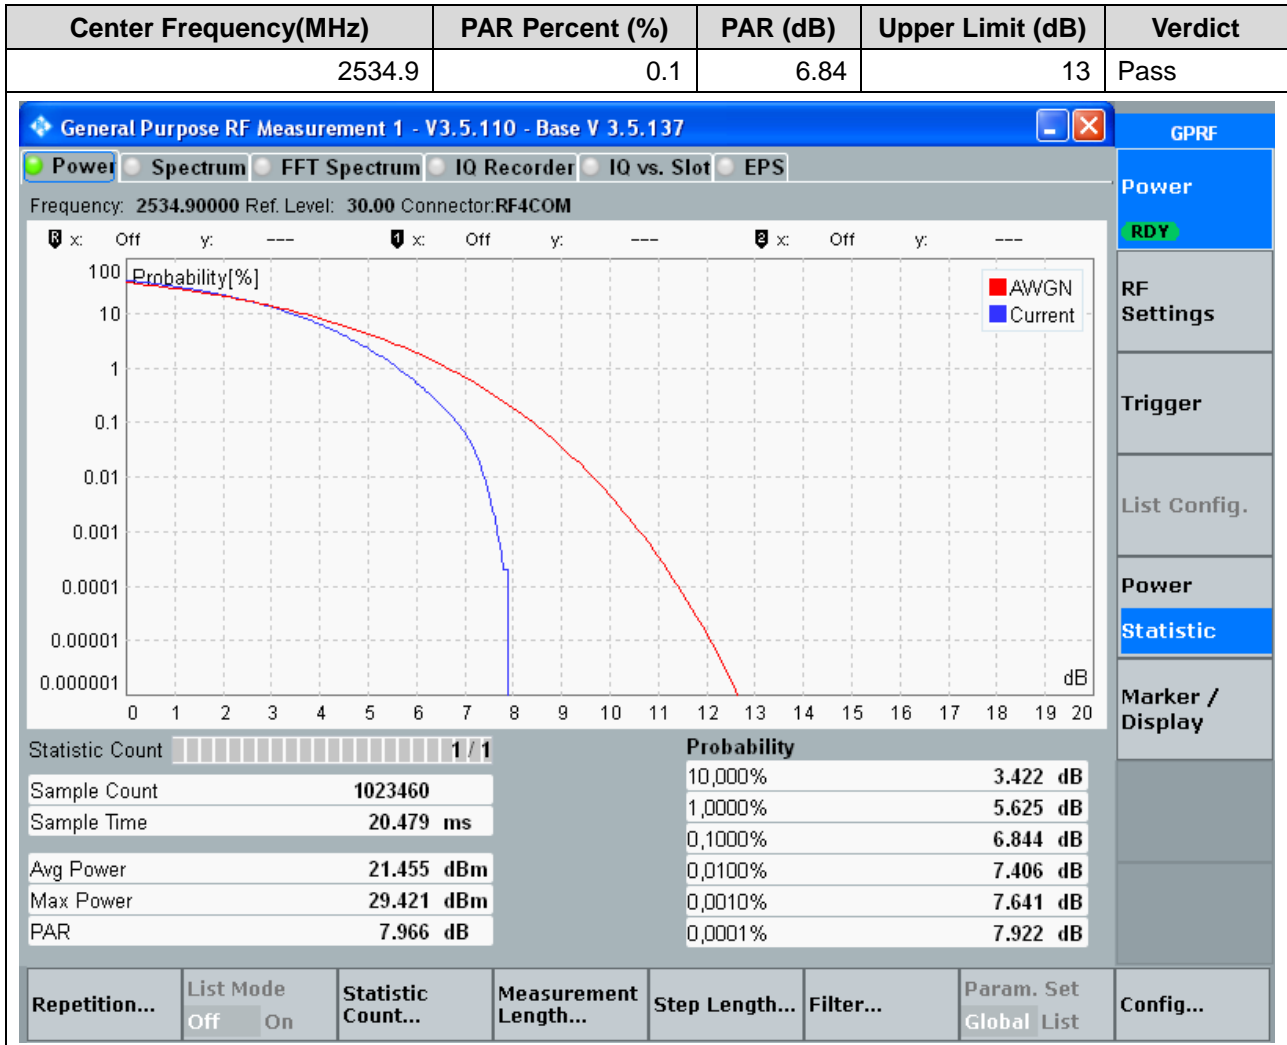 Center Frequency(MHz) PAR Percent (%) PAR (dB) Upper Limit (dB) Verdict
2534.9 0.1 6.84 13 Pass
General Purpose RF Measurement 1 - V3.5.110 - Base V 3.5.137
GPRF
Power Spectrum FFT Spectrum IQ Recorder IQ vs. Slot EPS
Frequency: 2534.90000 Ref. Level: 30.00 Connector:RF4COM
R x: Off y: --- 1 x: Off y: --- 2 x: Off y: ---
Probability[%]
AWGN
Current
100
10
1
0.1
0.01
0.001
0.0001
0.00001
0.000001
dB
0 1 2 3 4 5 6 7 8 9 10 11 12 13 14 15 16 17 18 19 20
Power
RDY
RF
Settings
Trigger
List Config.
Power
Statistic
Marker /
Display
Statistic Count 1 / 1
Sample Count 1023460
Sample Time 20.479 ms
Avg Power 21.455 dBm
Max Power 29.421 dBm
PAR 7.966 dB
Probability
10,000% 3.422 dB
1,0000% 5.625 dB
0,1000% 6.844 dB
0,0100% 7.406 dB
0,0010% 7.641 dB
0,0001% 7.922 dB
Repetition...
List Mode
Off On
Statistic
Count...
Measurement
Length...
Step Length...
Filter...
Param. Set
Global List
Config...